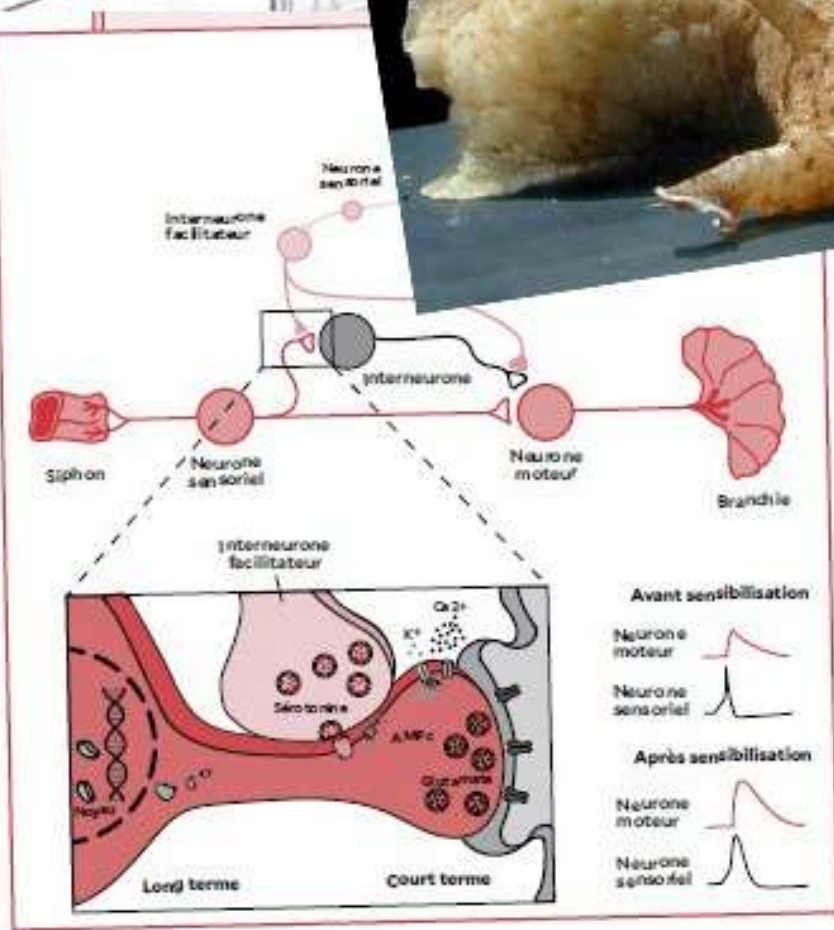 Neurone
sensoriel
Interneurone
facilitateur
Interneurone
Siphon
Neurone
sensoriel
Neurone
moteur
Branchie
Interneurone
facilitateur
Ca2+
K+
Sérotonine
AMPc
Glutamate
Noyau
Long terme
Court terme
Avant sensibilisation
Neurone
moteur
Neurone
sensoriel
Après sensibilisation
Neurone
moteur
Neurone
sensoriel